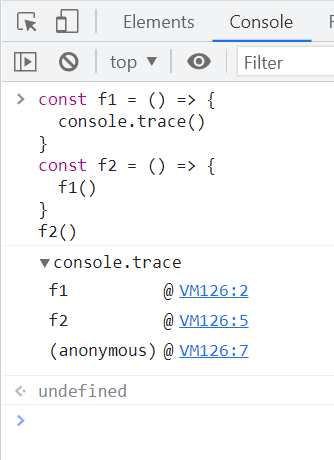 Elements Console
top Filter
const f1 = () => {
console.trace()
}
const f2 = () => {
f1()
}
f2()
console.trace
f1 @ VM126:2
f2 @ VM126:5
(anonymous) @ VM126:7
undefined